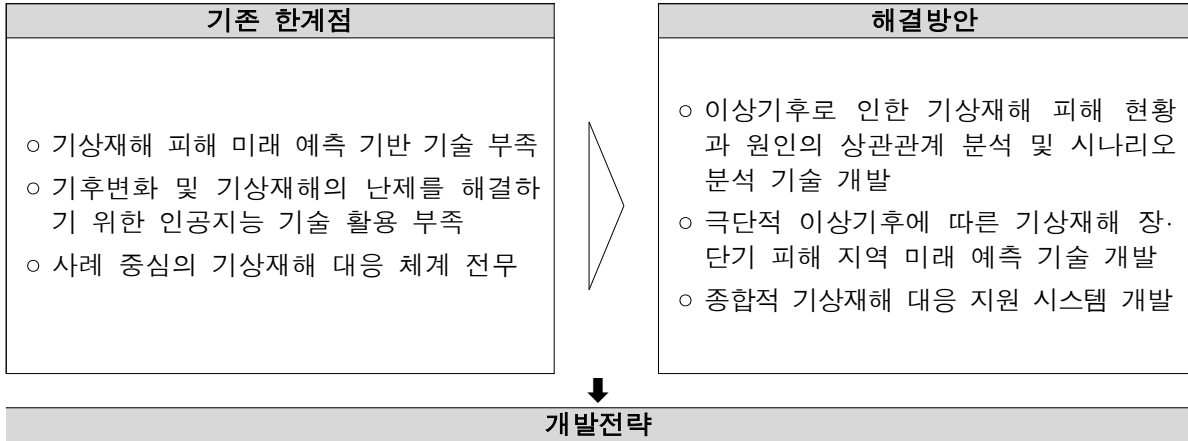 기존 한계점
○ 기상재해 피해 미래 예측 기반 기술 부족
○ 기후변화 및 기상재해의 난제를 해결하
기 위한 인공지능 기술 활용 부족
○ 사례 중심의 기상재해 대응 체계 전무
해결방안
○ 이상기후로 인한 기상재해 피해 현황
과 원인의 상관관계 분석 및 시나리오
분석 기술 개발
○ 극단적 이상기후에 따른 기상재해 장·
단기 피해 지역 미래 예측 기술 개발
○ 종합적 기상재해 대응 지원 시스템 개발
개발전략